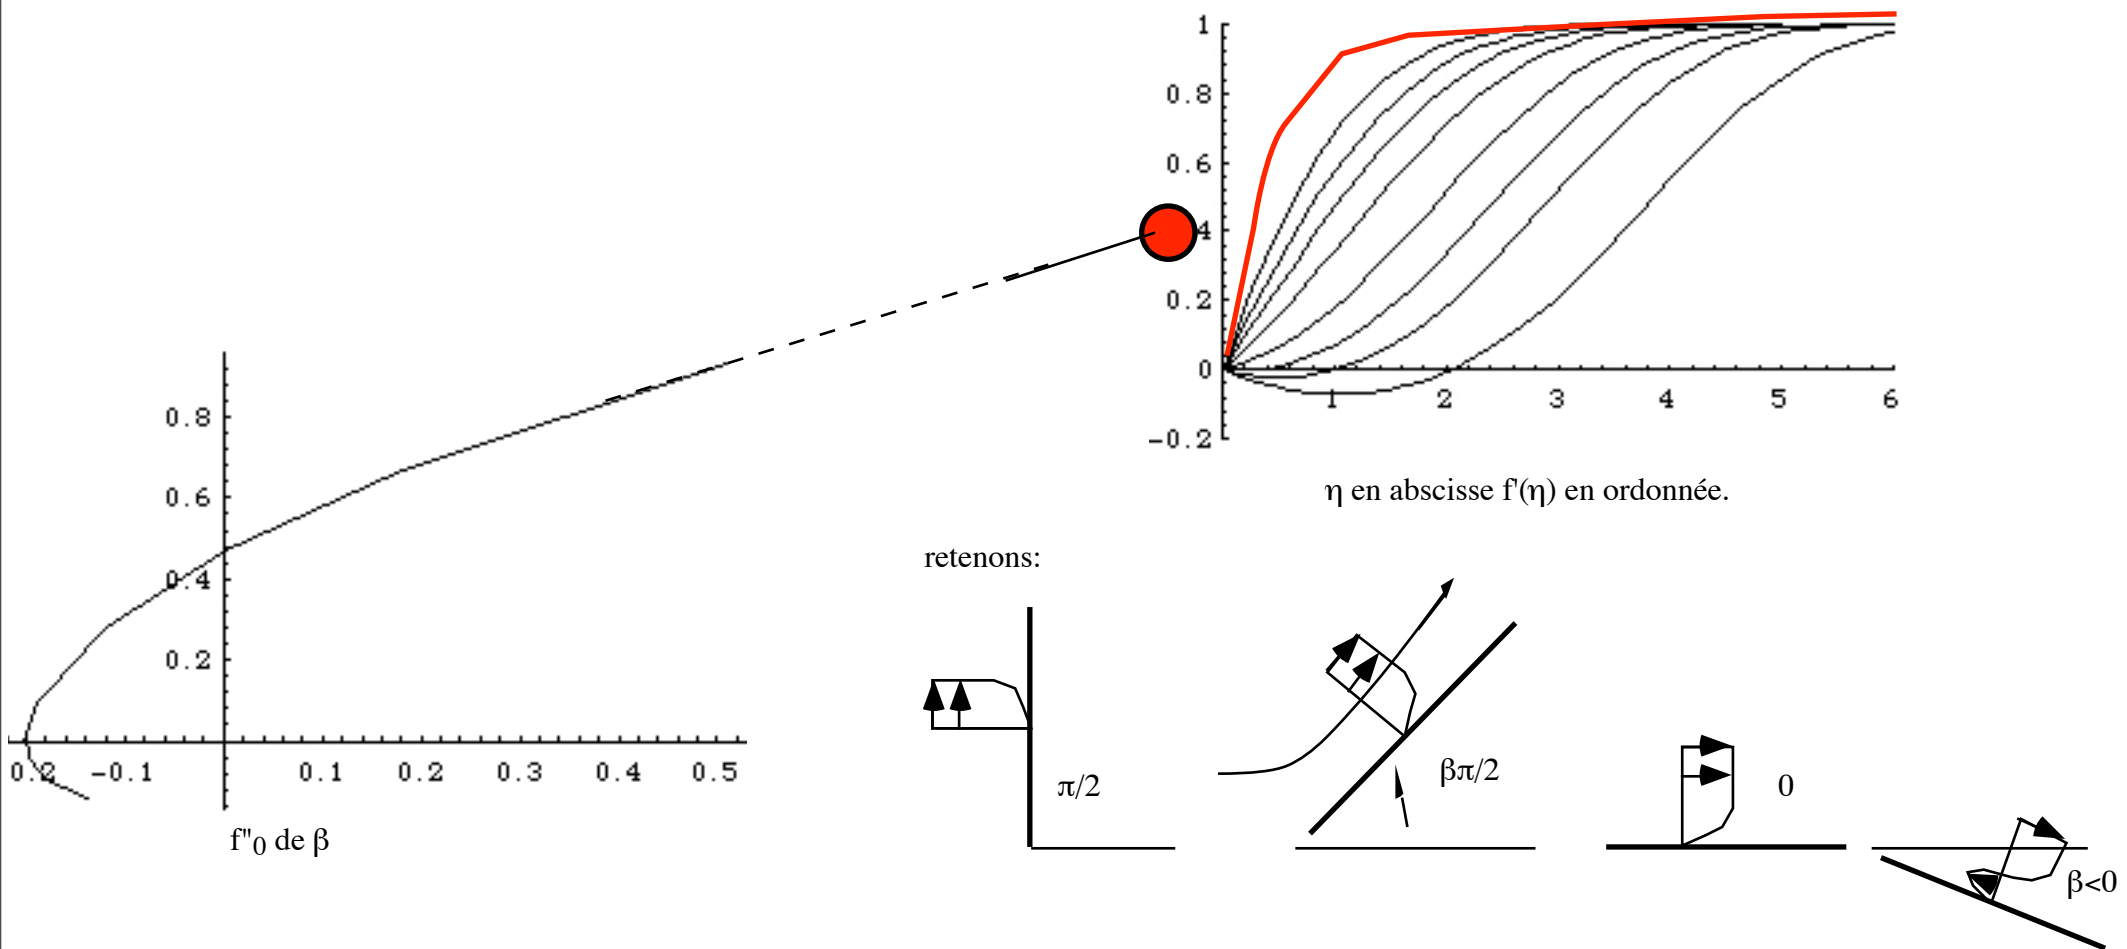 1
0.8
0.6
4
0.2
0
-0.2
1 2 3 4 5 6
η en abscisse f'(η) en ordonnée.
0.8
0.6
0.4
0.2
0.2 -0.1 0.1 0.2 0.3 0.4 0.5
f''0 de β
retenons:
π/2
βπ/2
0
β<0